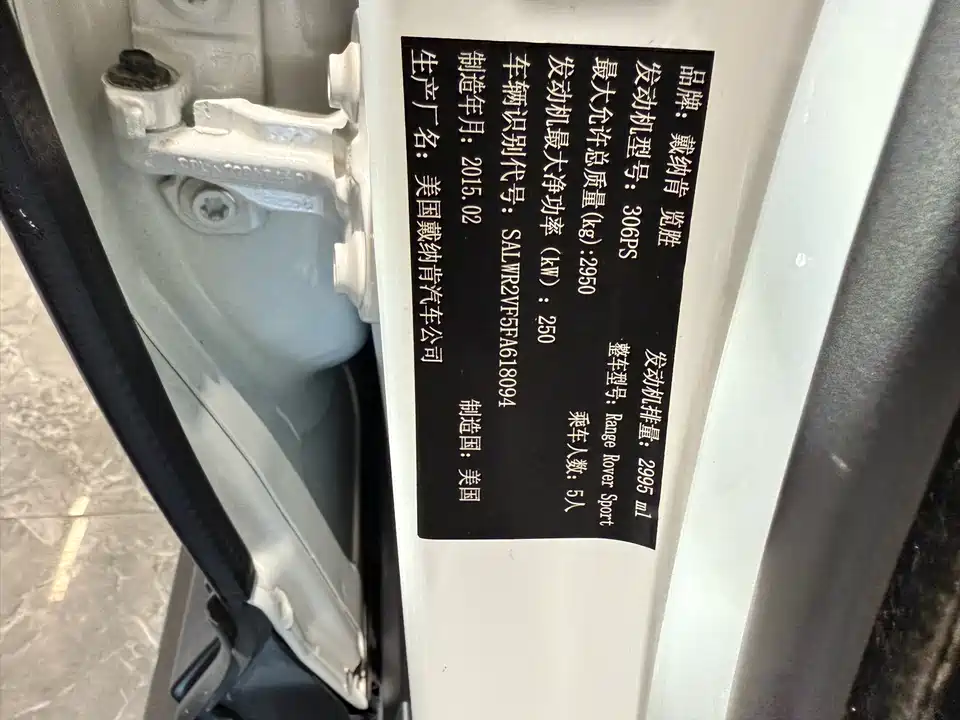 品牌：戴纳肯 览胜
发动机型号：306PS 发动机排量：2995 ml
最大允许总质量(kg):2950 整车型号：Range Rover Sport
发动机最大净功率（kW）：250 乘车人数：5人
车辆识别代号：SALWR2VF5FA618094
制造年月：2015.02 制造国：美国
生产厂名：美国戴纳肯汽车公司